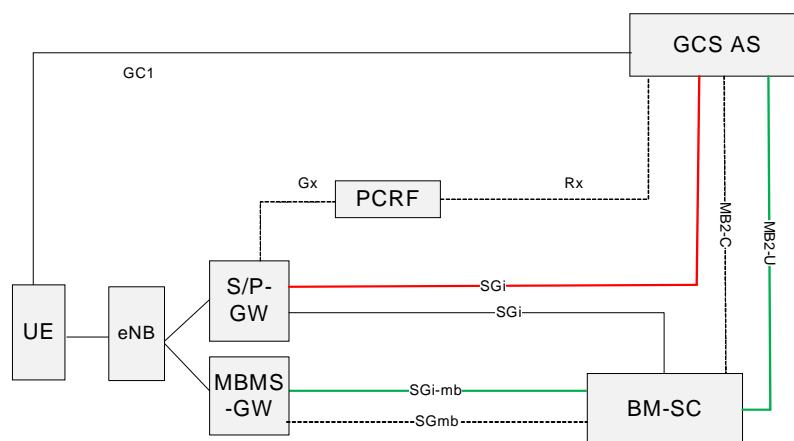 GCS AS
GC1
Gx
PCRF
Rx
MB2-C
MB2-U
S/P-
GW
SGi
SGi
UE
eNB
MBMS
-GW
SGi-mb
SGmb
BM-SC